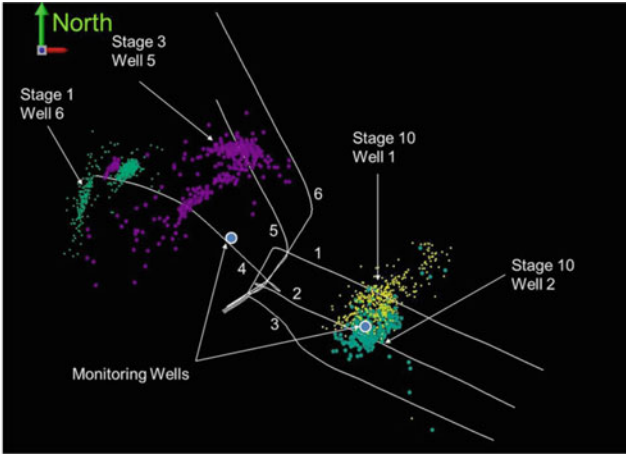 North
Stage 3
Well 5
Stage 1
Well 6
Stage 10
Well 1
6
5
1
Stage 10
Well 2
4
2
3
Monitoring Wells